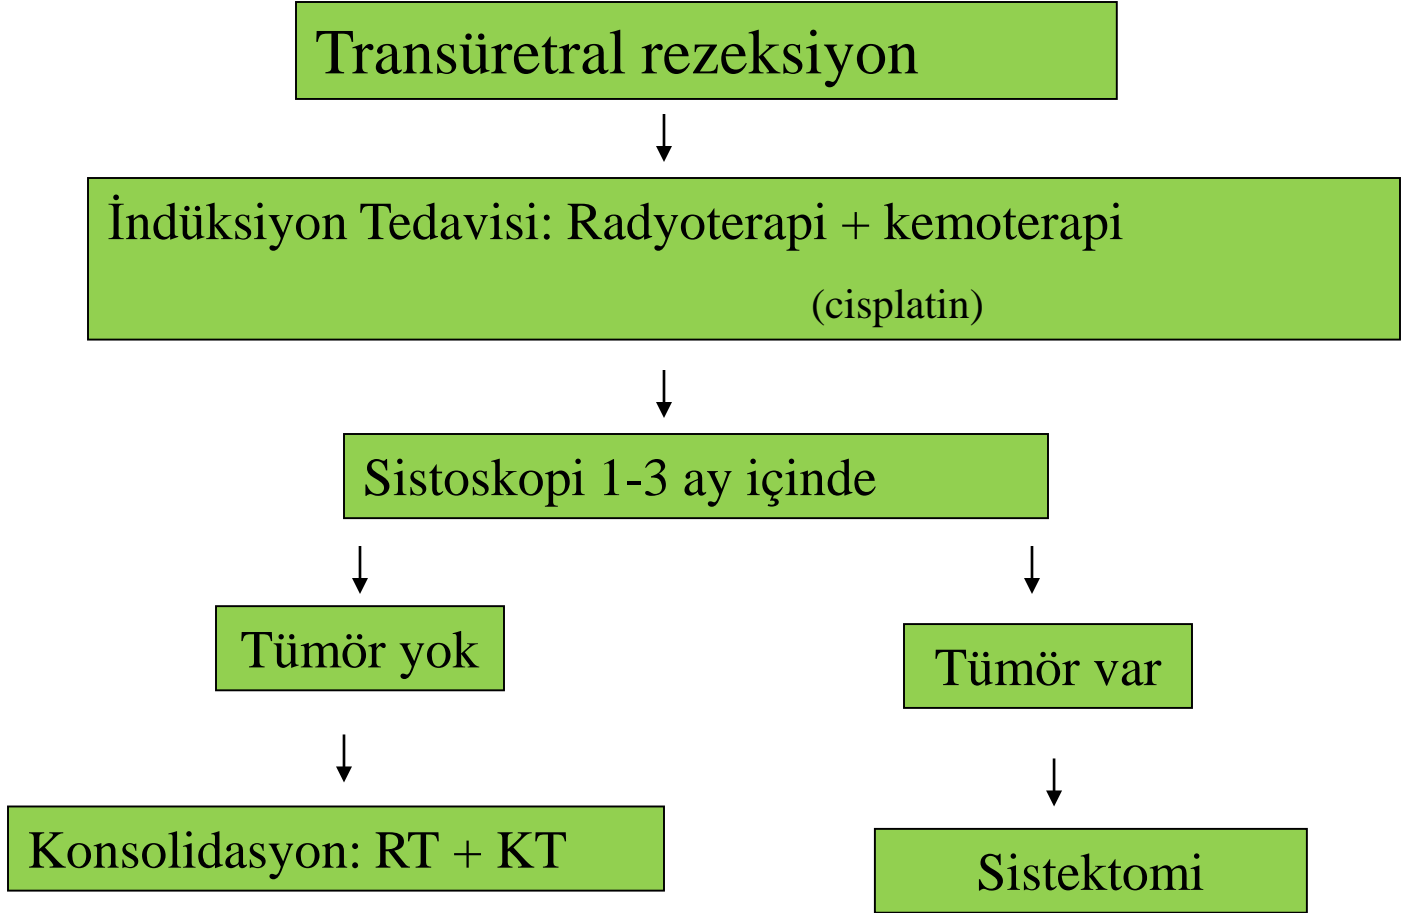 Transüretral rezeksiyon
İndüksiyon Tedavisi: Radyoterapi + kemoterapi
(cisplatin)
Sistoskopi 1-3 ay içinde
Tümör yok
Tümör var
Konsolidasyon: RT + KT
Sistektomi